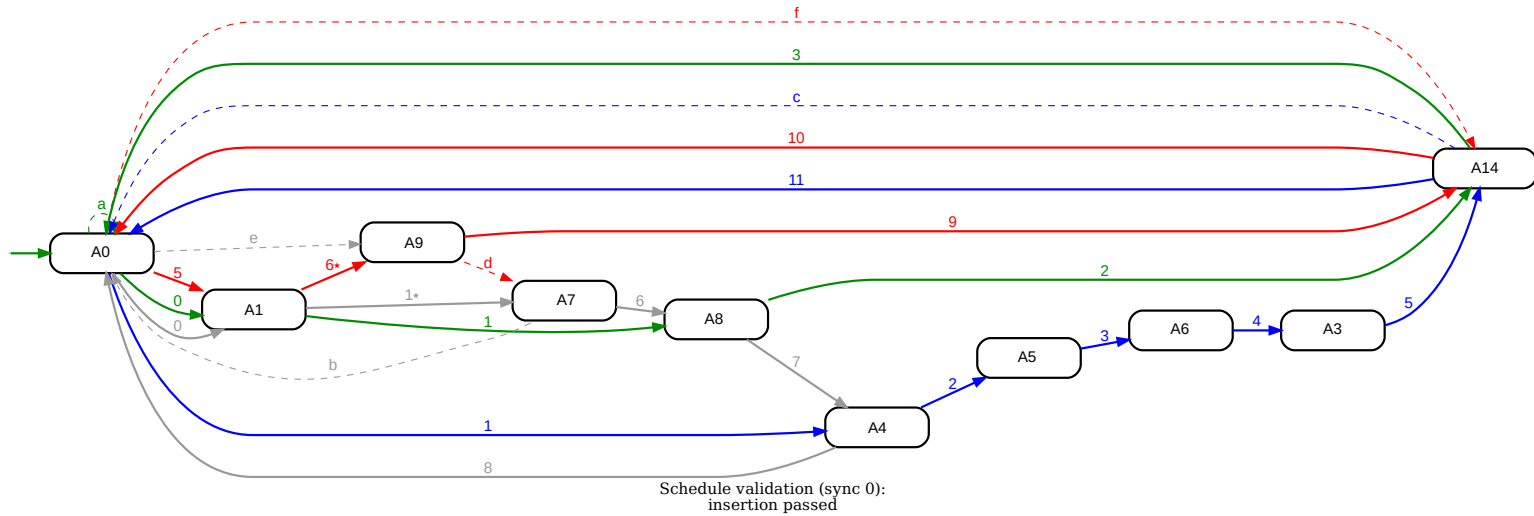 f
3
c
10
11
a
A14
A0
e
A9
9
d
5
6*
2
0
A1
1*
A7
6
A8
0
1
b
7
A5
3
A6
4
A3
5
2
1
A4
8
Schedule validation (sync 0):
insertion passed